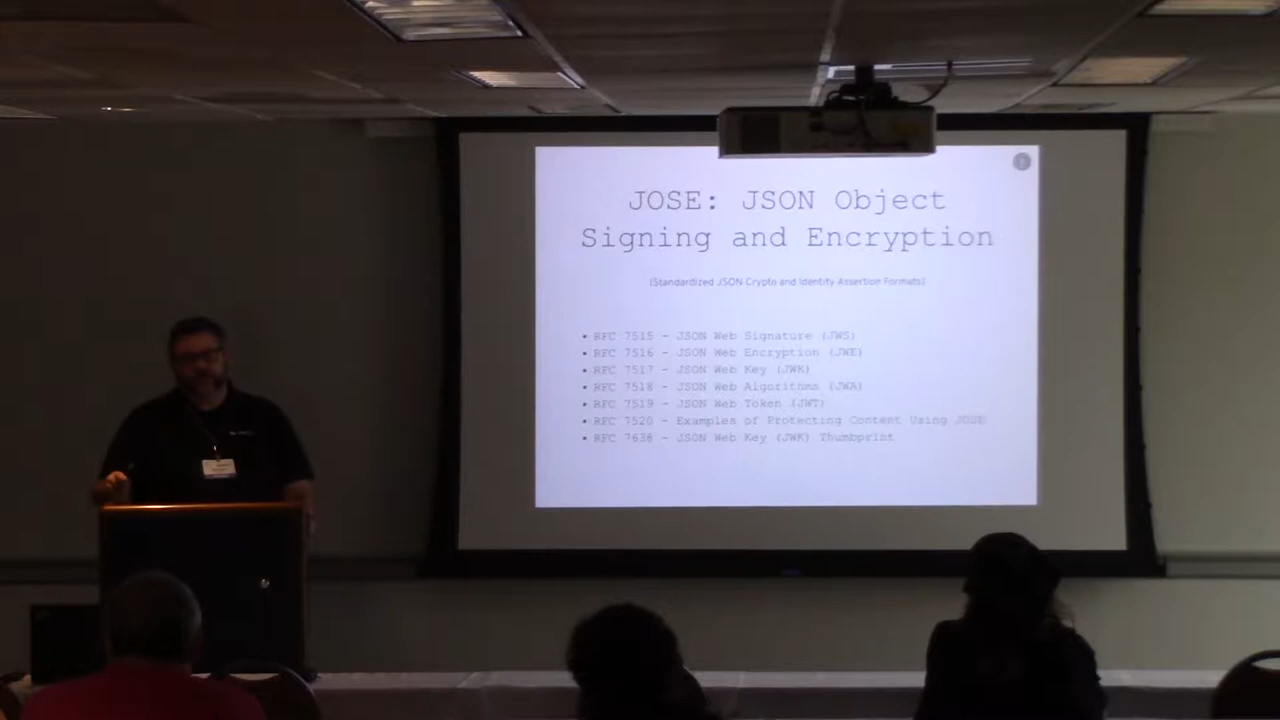 JOSE: JSON Object
Signing and Encryption
(Standardized JSON Crypto and Identity Assertion Formats)
• RFC 7515 - JSON Web Signature (JWS)
• RFC 7516 - JSON Web Encryption (JWE)
• RFC 7517 - JSON Web Key (JWK)
• RFC 7518 - JSON Web Algorithms (JWA)
• RFC 7519 - JSON Web Token (JWT)
• RFC 7520 - Examples of Protecting Content Using JOSE
• RFC 7638 - JSON Web Key (JWK) Thumbprint